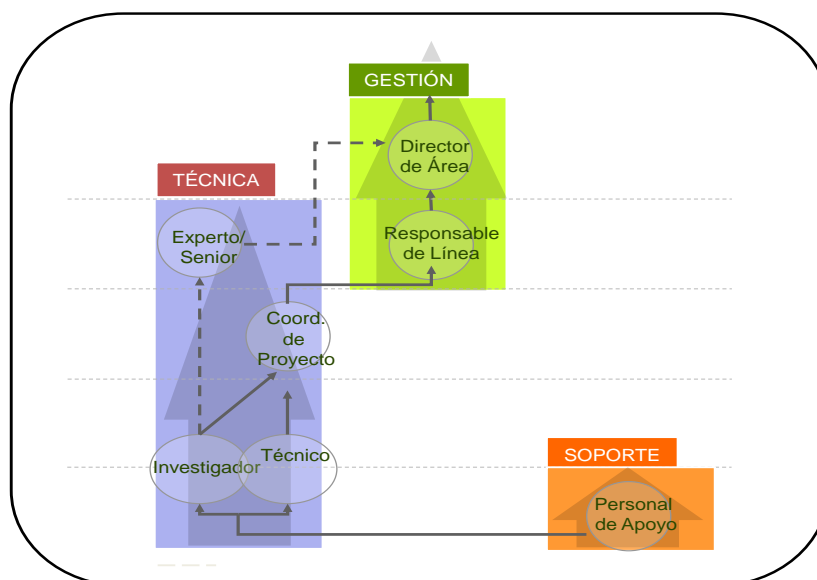 GESTIÓN
Director
de Área
TÉCNICA
Experto/
Senior
Responsable
de Línea
Coord.
de
Proyecto
Investigador
Técnico
SOPORTE
Personal
de Apoyo